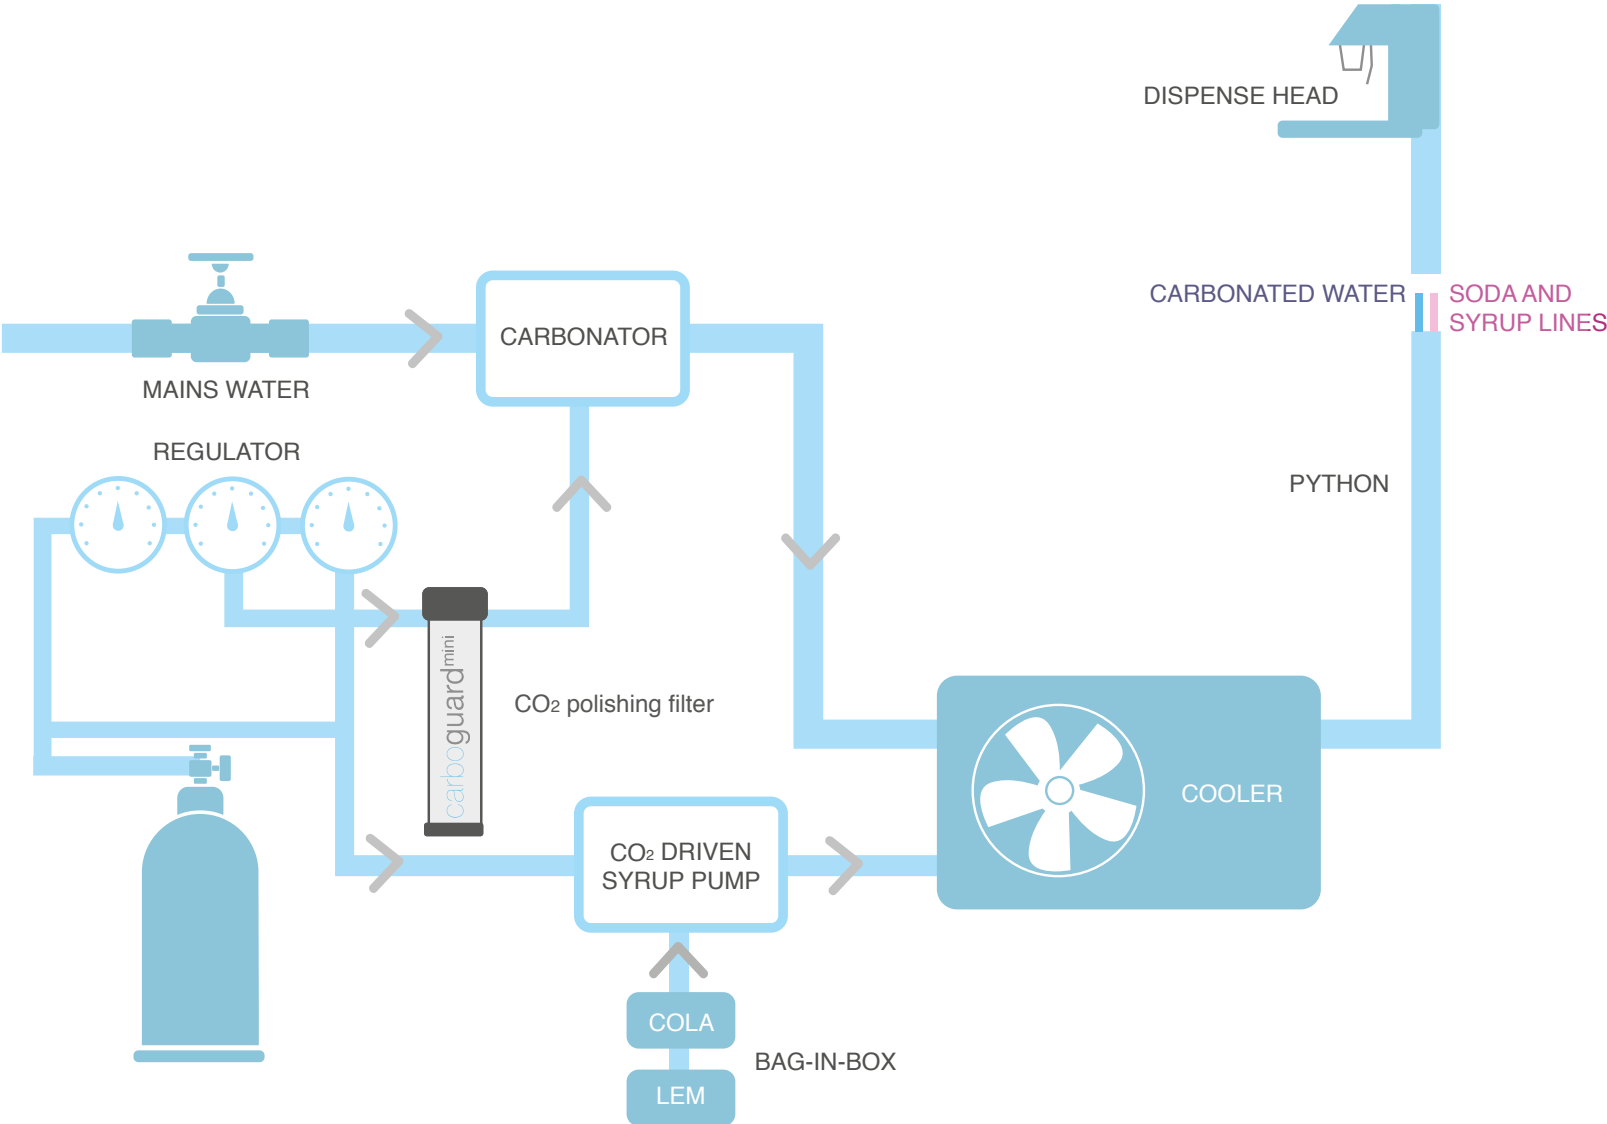 DISPENSE HEAD
CARBONATED WATER
SODA AND
SYRUP LINES
CARBONATOR
MAINS WATER
REGULATOR
PYTHON
carboguardmini
CO2 polishing filter
COOLER
CO2 DRIVEN
SYRUP PUMP
COLA
BAG-IN-BOX
LEM